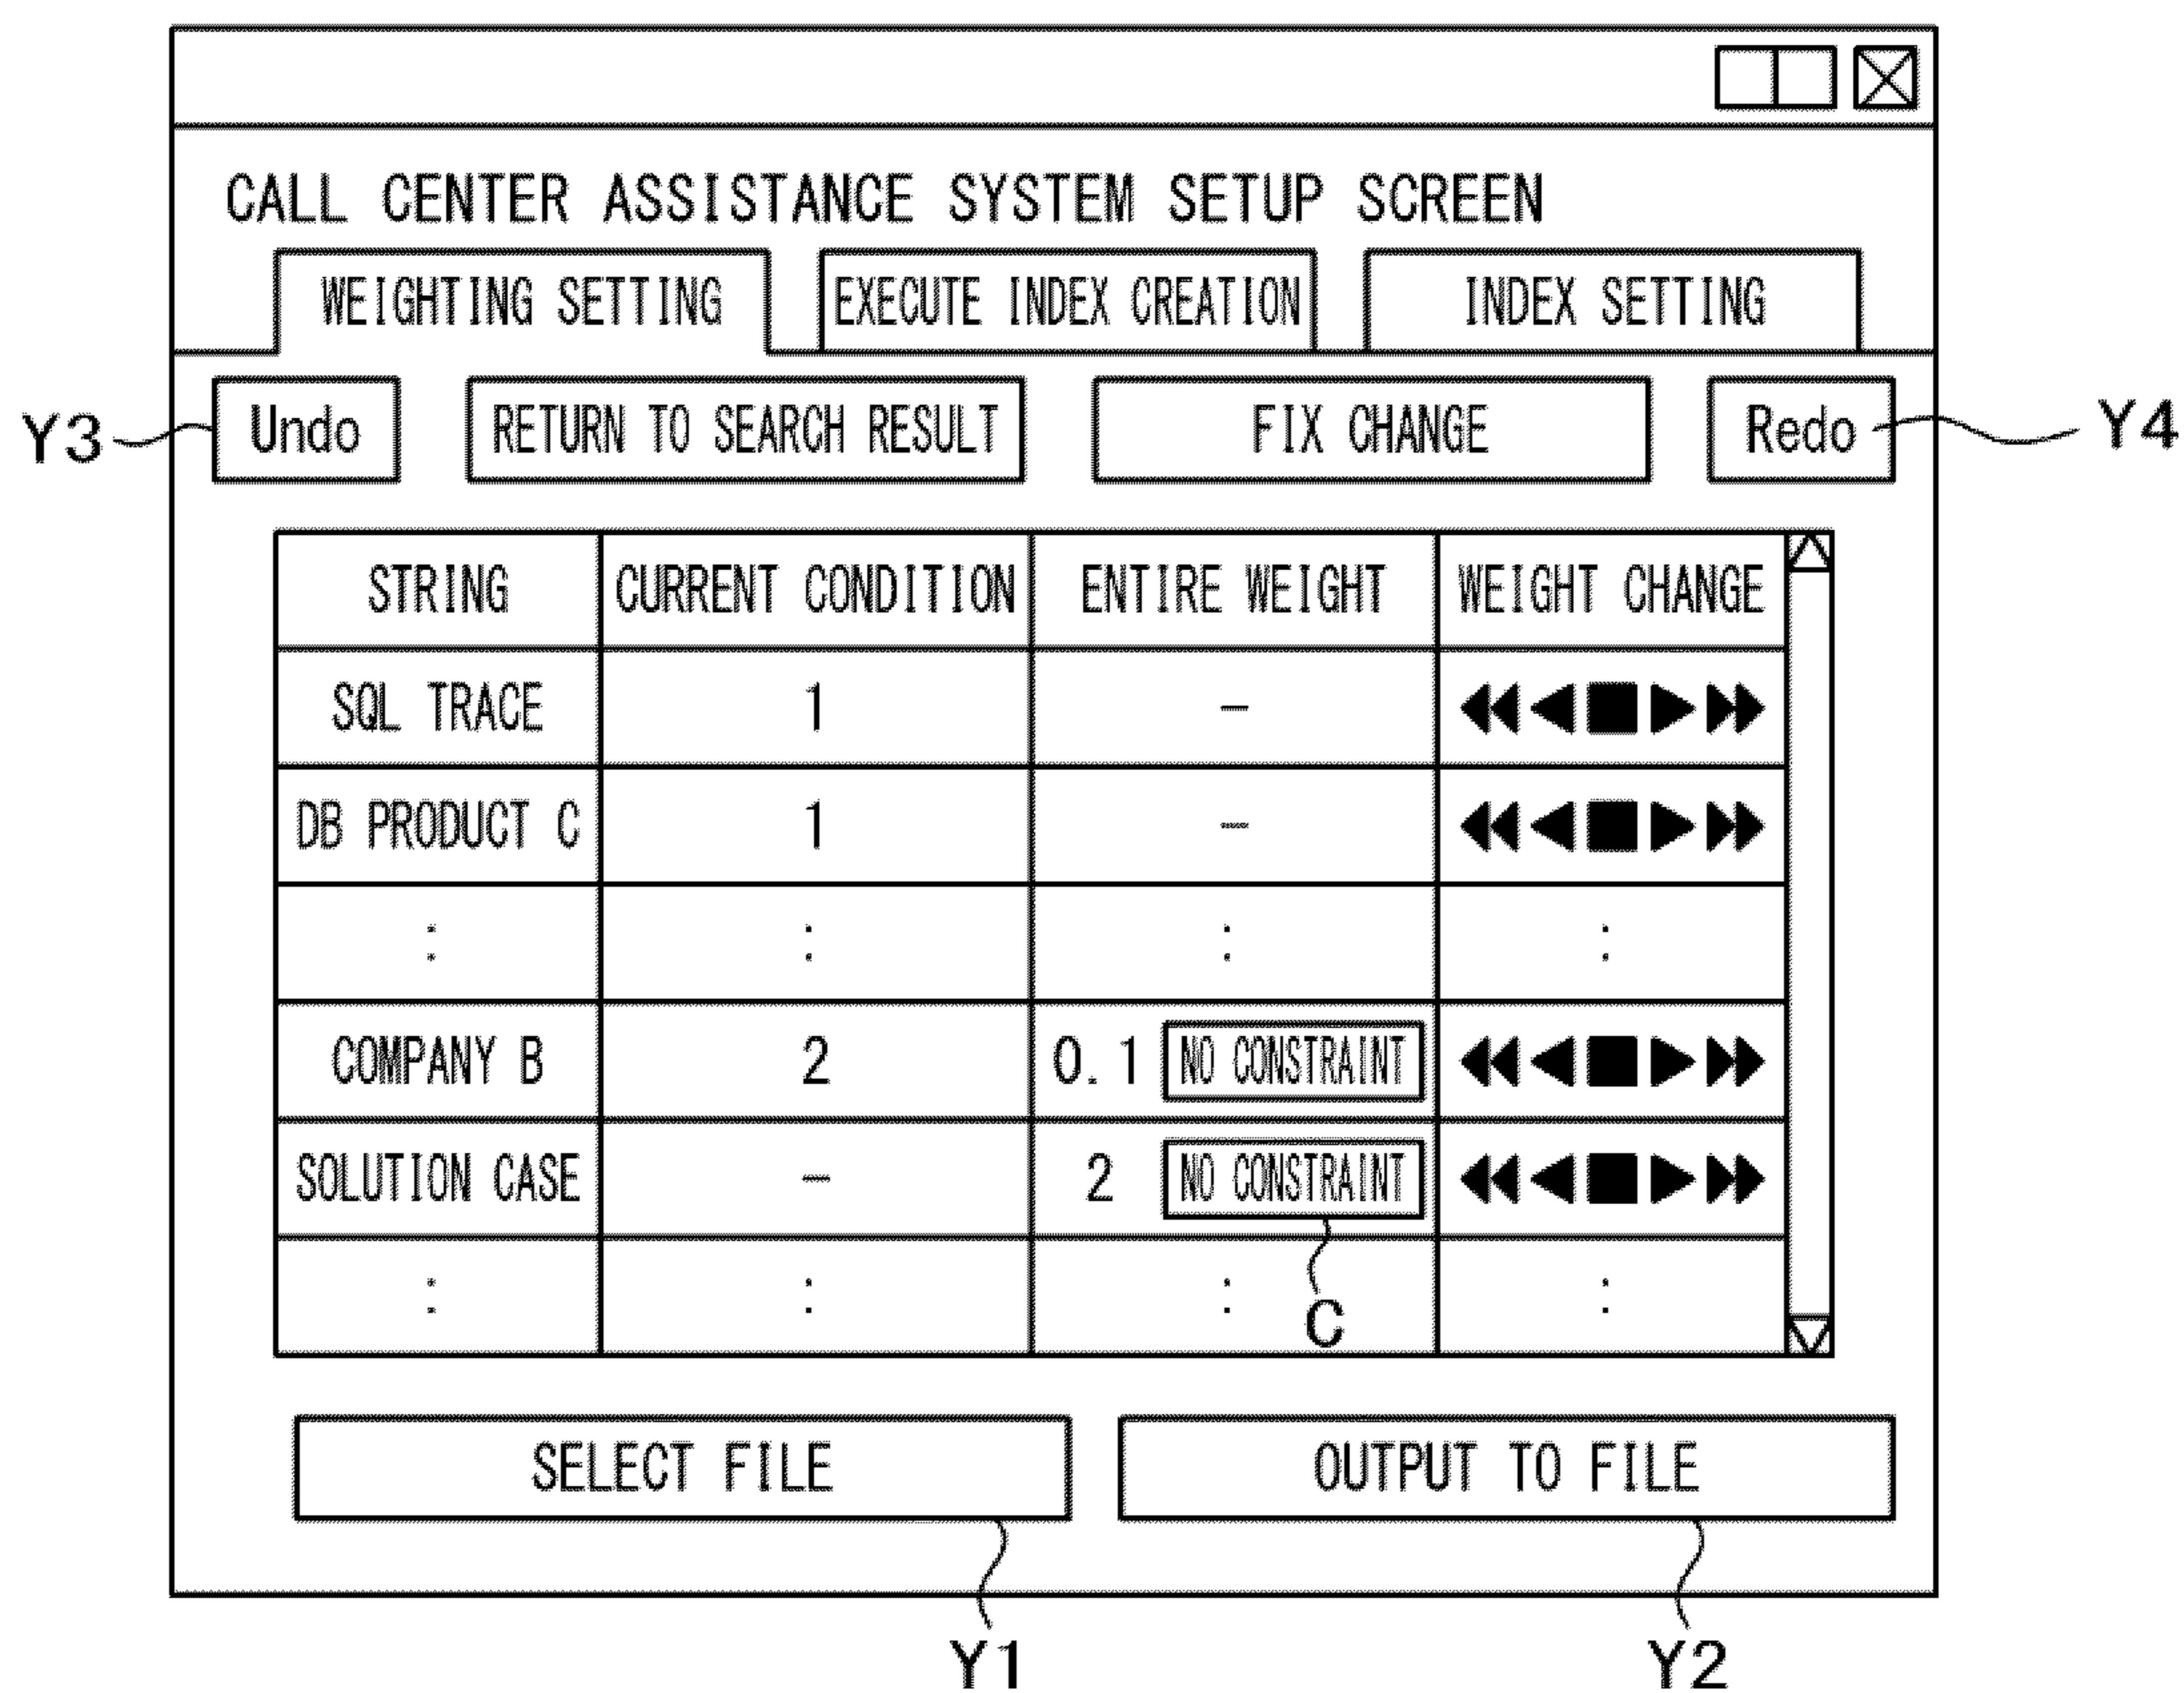 CALL CENTER ASSISTANCE SYSTEM SETUP SCREEN
WEIGHTING SETTING EXECUTE INDEX CREATION INDEX SETTING
Y3 Undo RETURN TO SEARCH RESULT FIX CHANGE Redo Y4
STRING CURRENT CONDITION ENTIRE WEIGHT WEIGHT CHANGE
SQL TRACE 1 -
DB PRODUCT C 1 -
: : : :
COMPANY B 2 0.1 NO CONSTRAINT
SOLUTION CASE - 2 NO CONSTRAINT
: : : :
C
SELECT FILE OUTPUT TO FILE
Y1 Y2